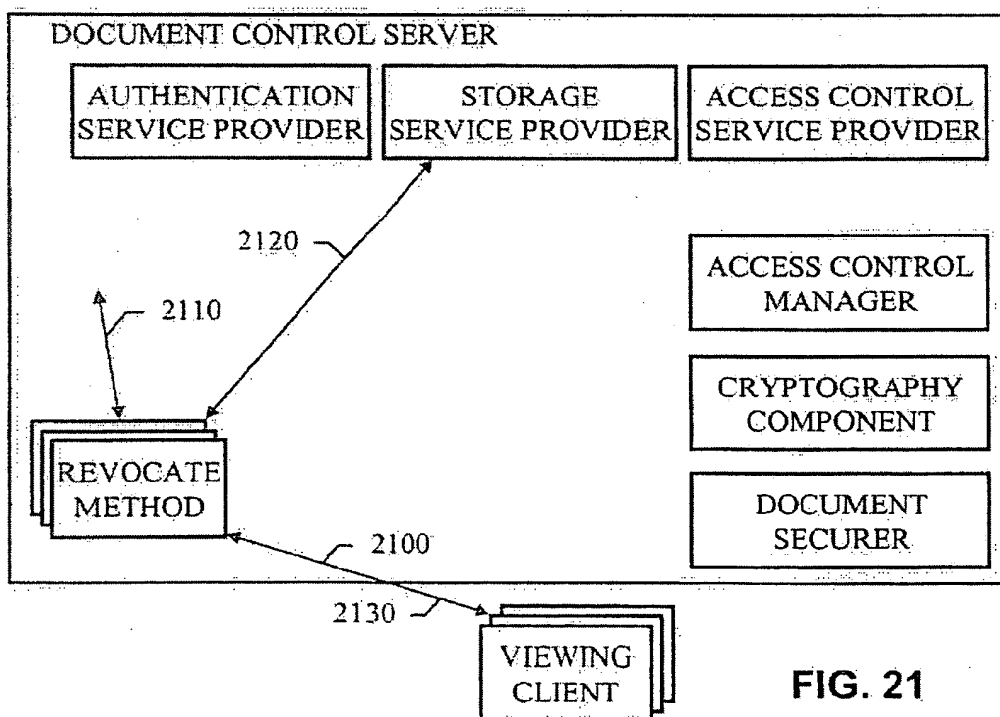 DOCUMENT CONTROL SERVER
AUTHENTICATION
SERVICE PROVIDER
STORAGE
SERVICE PROVIDER
ACCESS CONTROL
SERVICE PROVIDER
2120
ACCESS CONTROL
MANAGER
2110
CRYPTOGRAPHY
COMPONENT
REVOCATE
METHOD
DOCUMENT
SECURER
2100
2130
VIEWING
CLIENT
FIG. 21